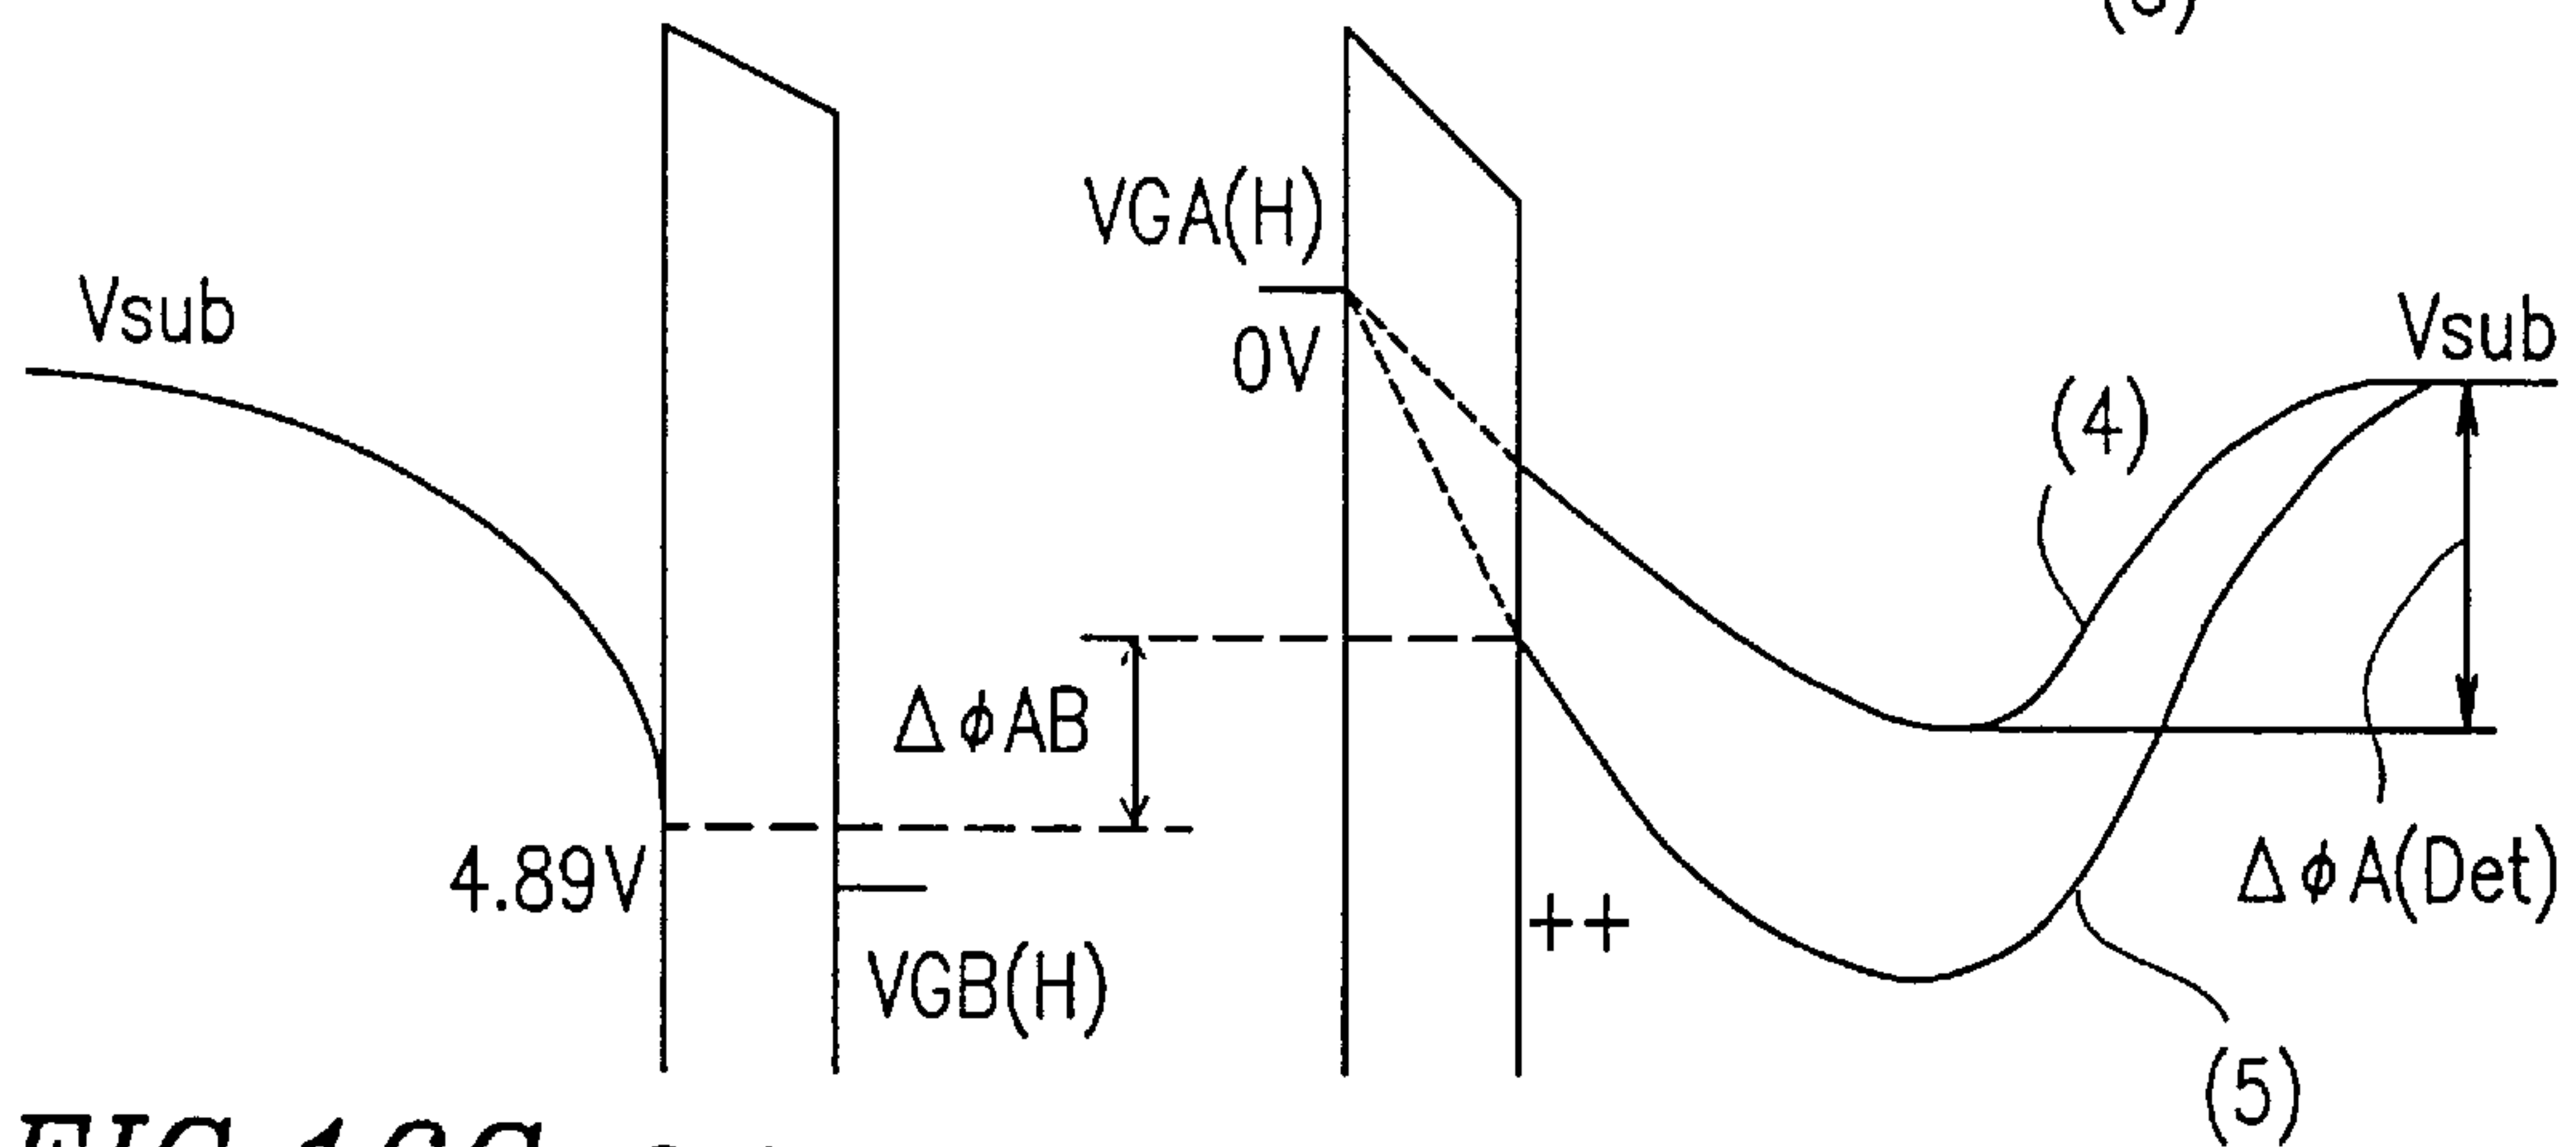 VGA(H)
Vsub
0V
Vsub
(4)
ΔφAB
4.89V
ΔφA(Det)
++
VGB(H)
(5)